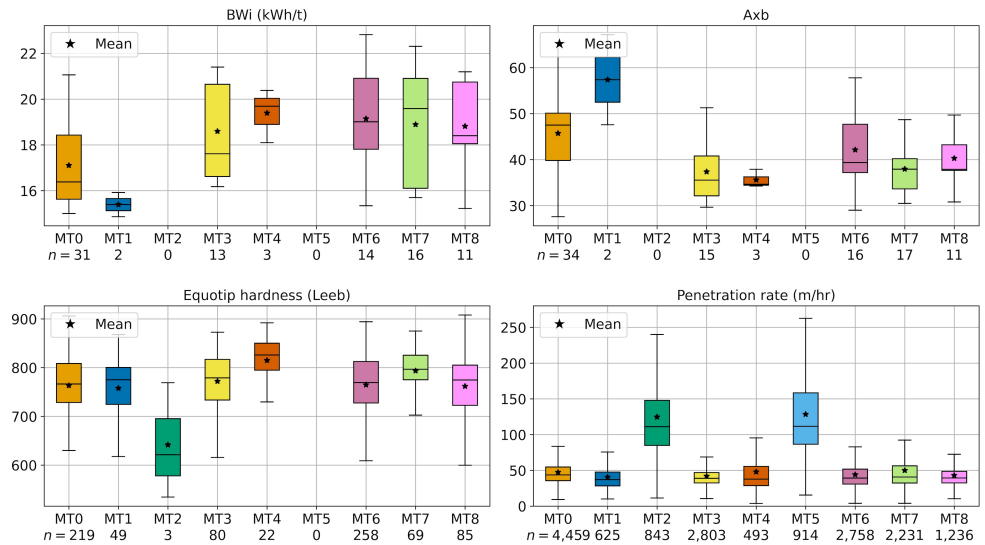 BWi (kWh/t)
Mean
22
20
18
16
MT0 MT1 MT2 MT3 MT4 MT5 MT6 MT7 MT8
n = 31 2 0 13 3 0 14 16 11
Axb
Mean
60
50
40
30
MT0 MT1 MT2 MT3 MT4 MT5 MT6 MT7 MT8
n = 34 2 0 15 3 0 16 17 11
Equotip hardness (Leeb)
Mean
900
800
700
600
MT0 MT1 MT2 MT3 MT4 MT5 MT6 MT7 MT8
n = 219 49 3 80 22 0 258 69 85
Penetration rate (m/hr)
Mean
250
200
150
100
50
0
MT0 MT1 MT2 MT3 MT4 MT5 MT6 MT7 MT8
n = 4,459 625 843 2,803 493 914 2,758 2,231 1,236